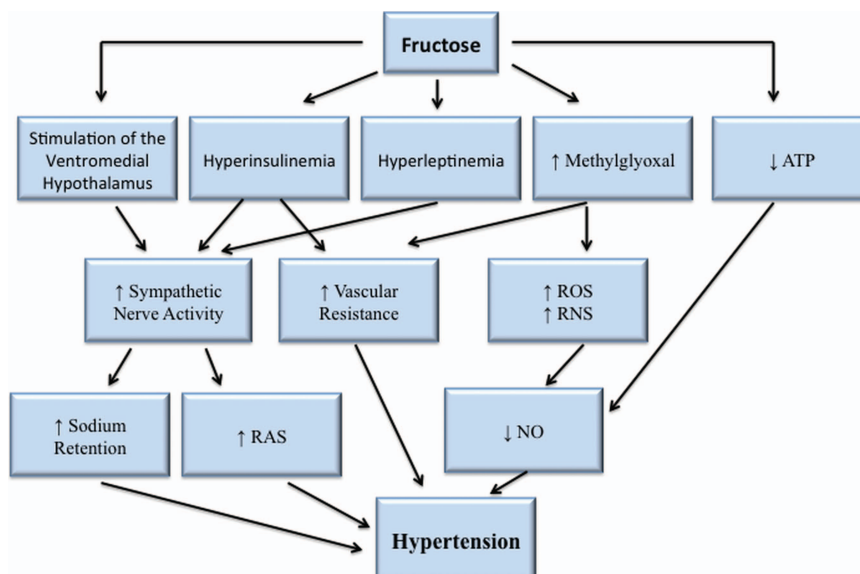 Fructose
Stimulation of the
Ventromedial
Hypothalamus
Hyperinsulinemia
Hyperleptinemia
↑ Methylglyoxal
↓ ATP
↑ Sympathetic
Nerve Activity
↑ Vascular
Resistance
↑ ROS
↑ RNS
↑ Sodium
Retention
↑ RAS
↓ NO
Hypertension